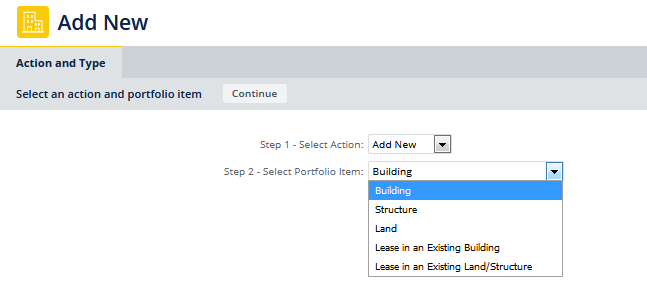 Add New
Action and Type
Select an action and portfolio item Continue
Step 1 - Select Action: Add New
Step 2 - Select Portfolio Item: Building
Building
Structure
Land
Lease in an Existing Building
Lease in an Existing Land/Structure